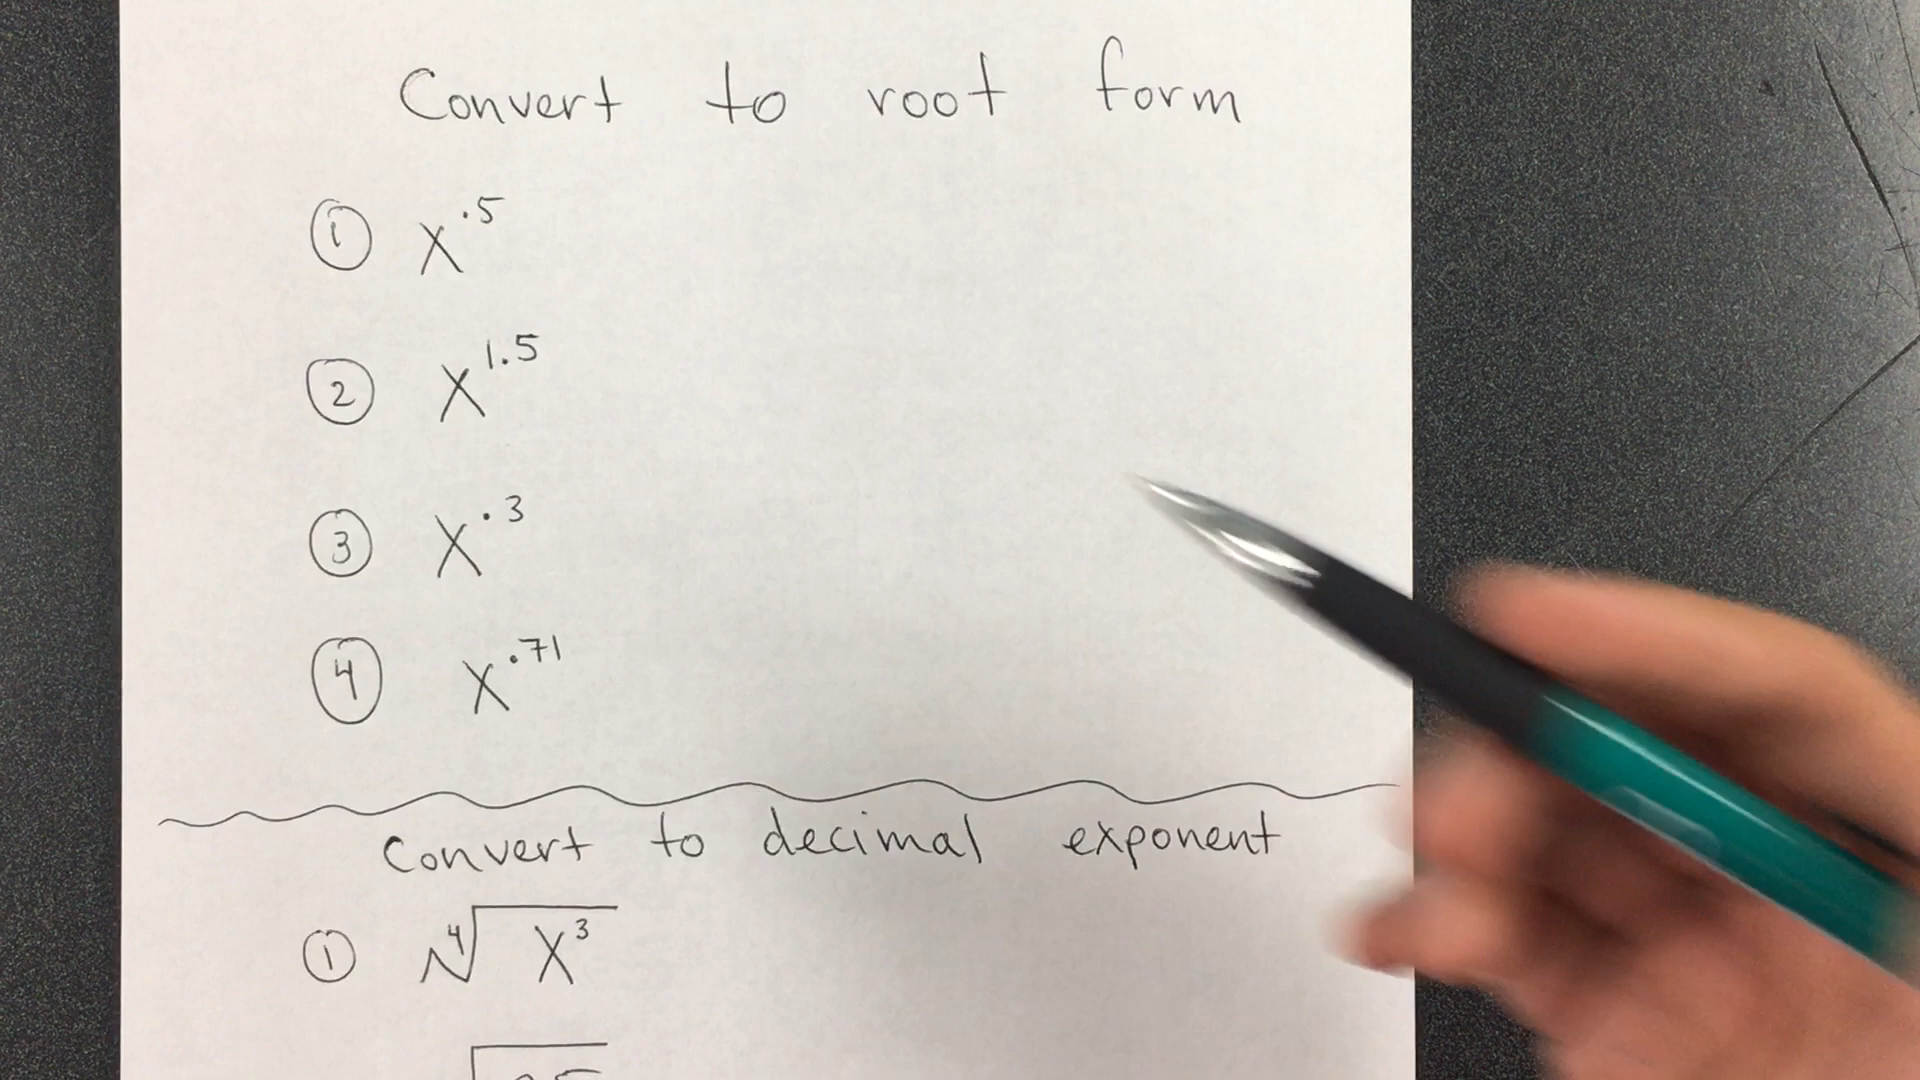 Convert to root form
① X^.5
② X^1.5
③ X^.3
④ X^.71
Convert to decimal exponent
① ∜X³